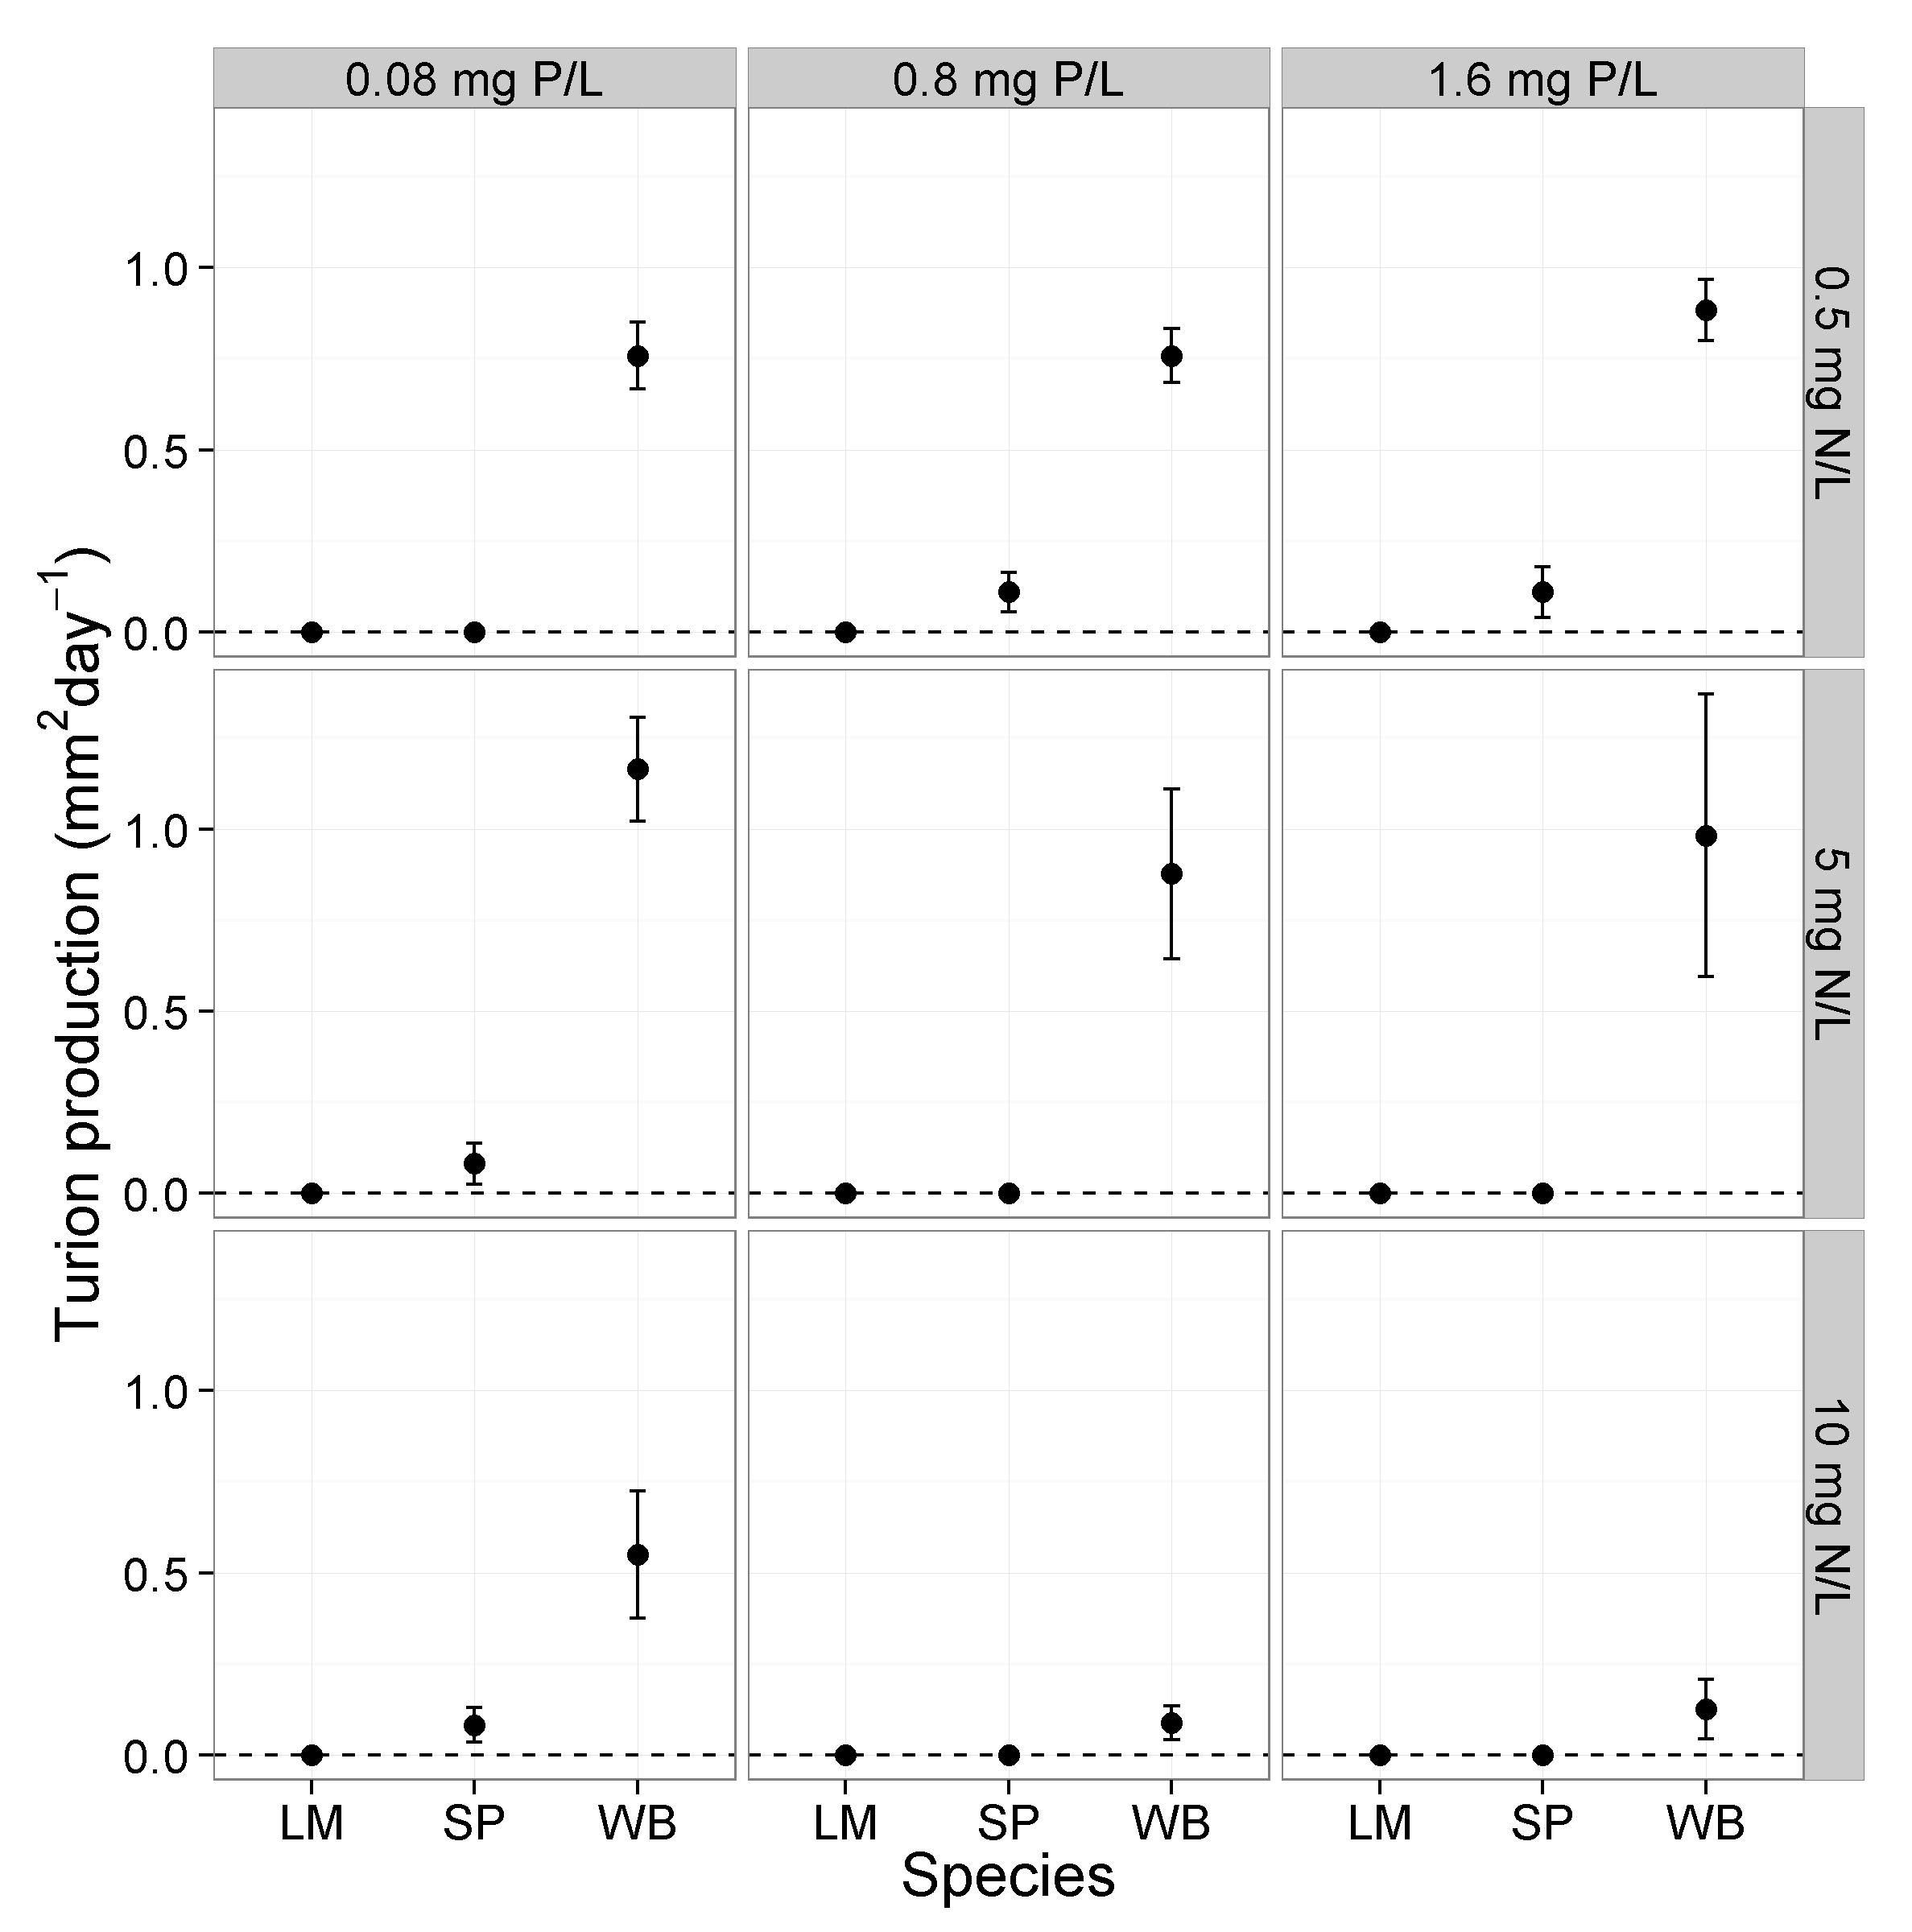 0.08 mg P/L 0.8 mg P/L 1.6 mg P/L
Turion production (mm² day⁻¹)
1.0
0.5
0.0
0.5 mg N/L
1.0
0.5
0.0
5 mg N/L
1.0
0.5
0.0
10 mg N/L
LM SP WB LM SP WB LM SP WB
Species